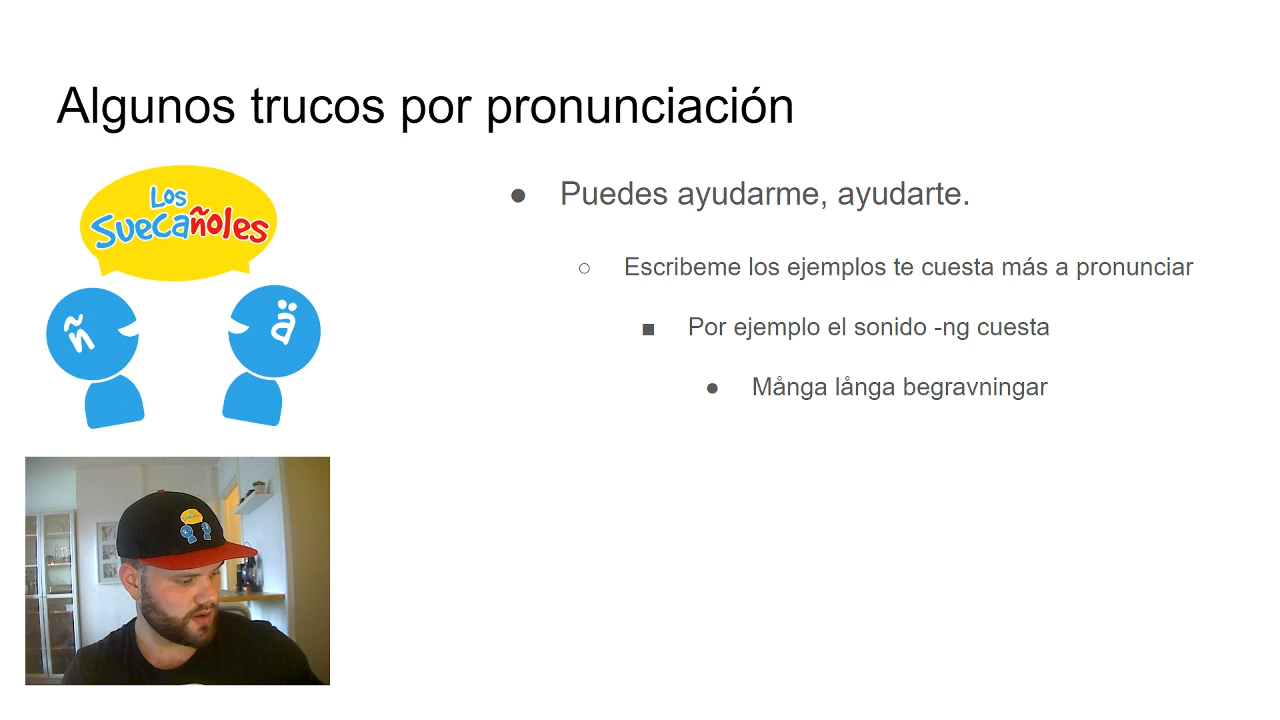 Algunos trucos por pronunciación
Los
Suecañoles
ñ
ä
Puedes ayudarme, ayudarte.
Escribeme los ejemplos te cuesta más a pronunciar
Por ejemplo el sonido -ng cuesta
Många långa begravningar